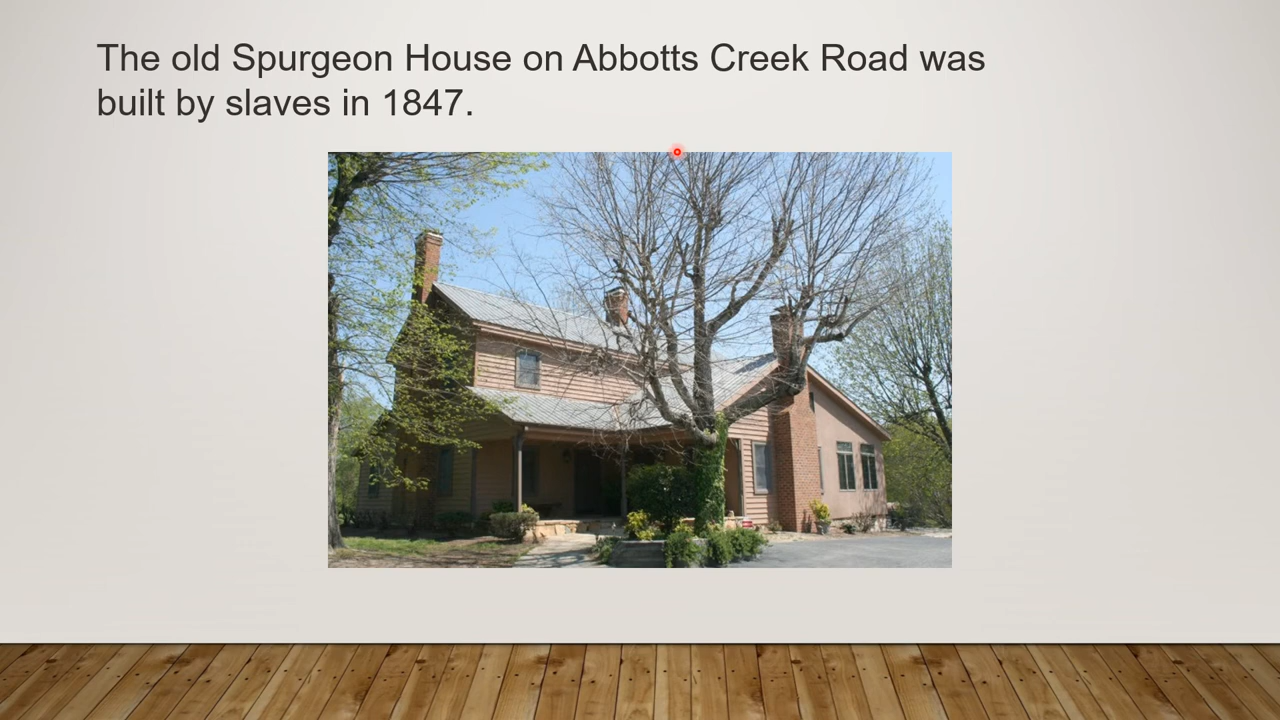 The old Spurgeon House on Abbotts Creek Road was
built by slaves in 1847.